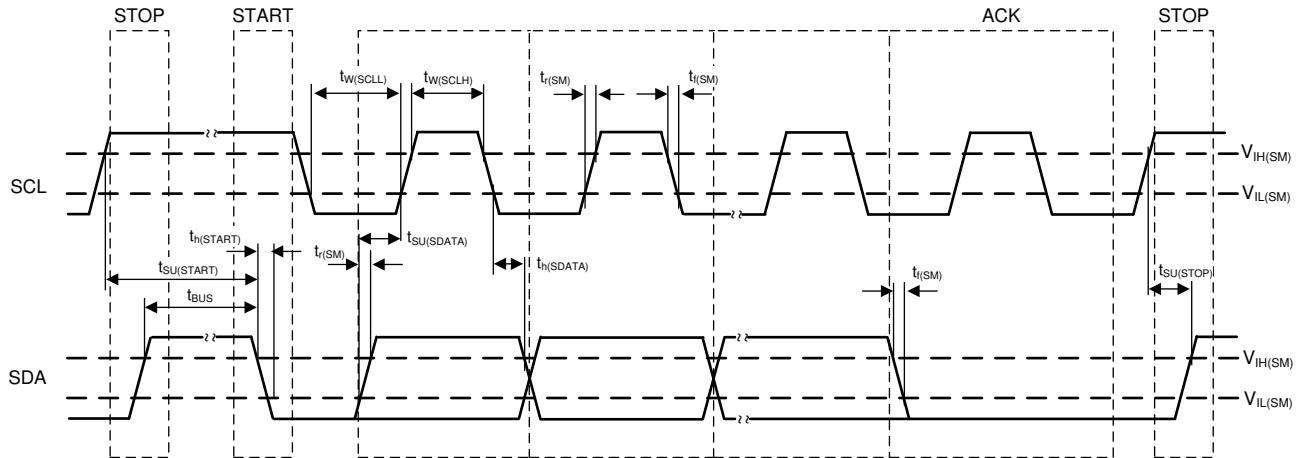 STOP START ACK STOP
tW(SCLL) tW(SCLH) tr(SM) tf(SM)
VIH(SM)
SCL
VIL(SM)
th(START) tr(SM) tSU(SDATA)
th(SDATA) tf(SM)
tSU(START) tSU(STOP)
tBUS
VIH(SM)
SDA
VIL(SM)